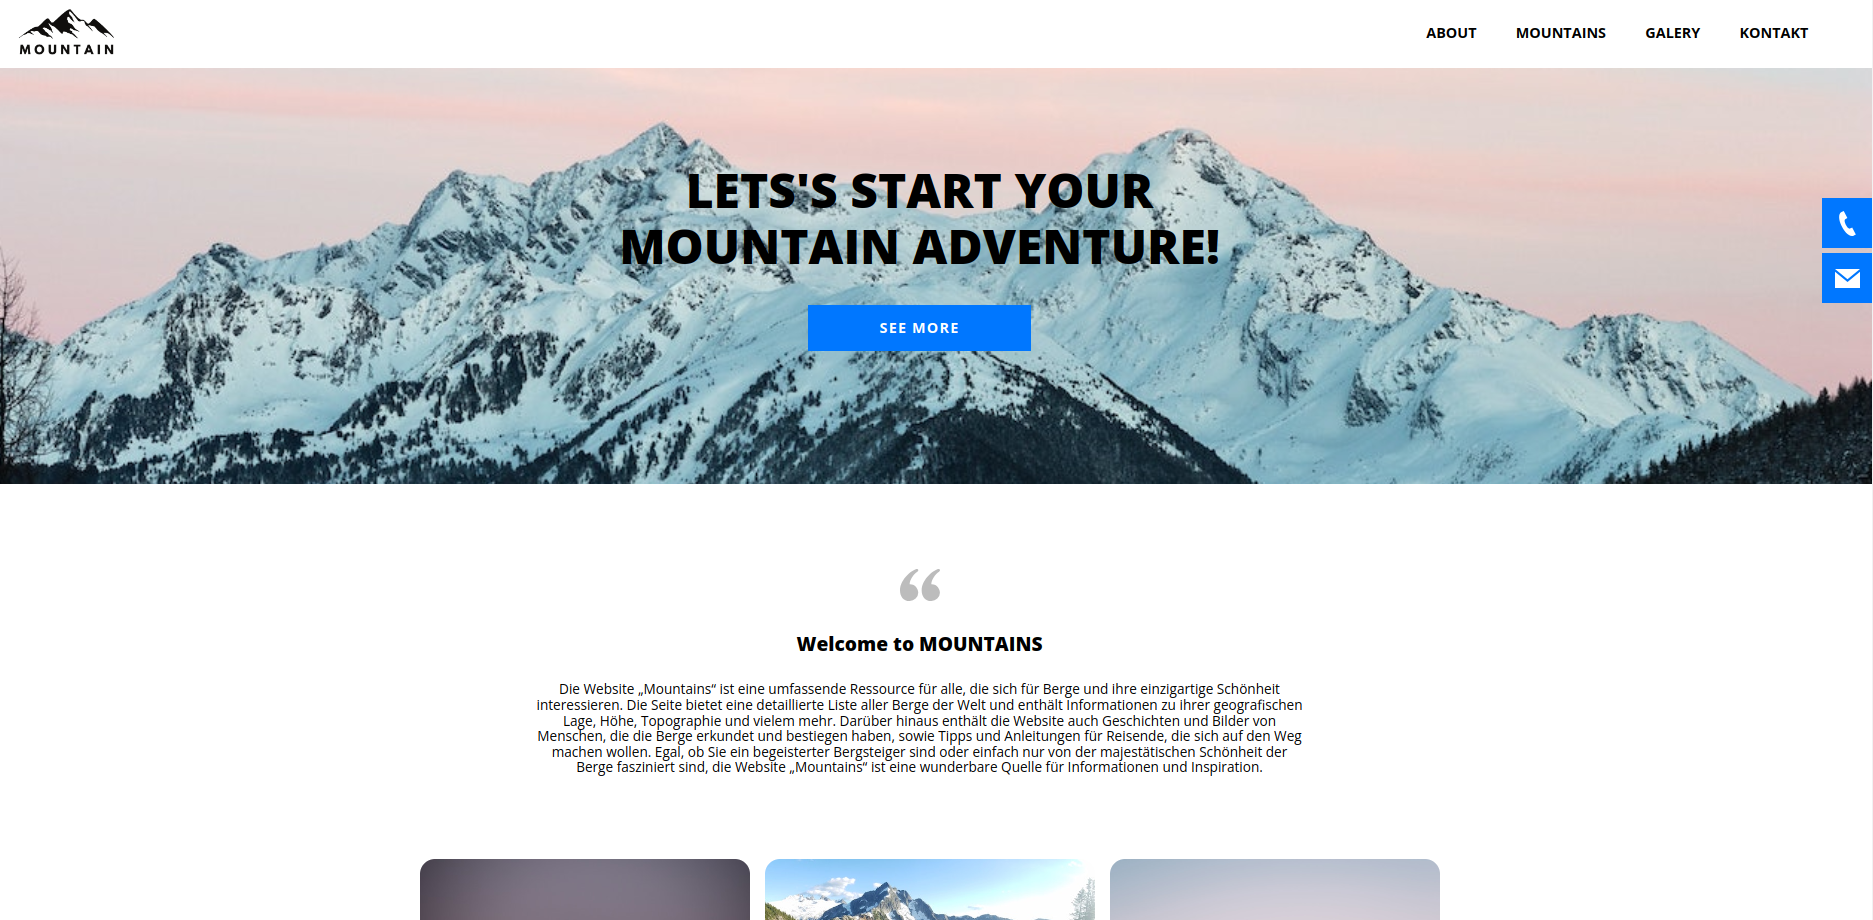 MOUNTAIN
ABOUT MOUNTAINS GALERY KONTAKT
LETS'S START YOUR
MOUNTAIN ADVENTURE!
SEE MORE
“
Welcome to MOUNTAINS
Die Website „Mountains“ ist eine umfassende Ressource für alle, die sich für Berge und ihre einzigartige Schönheit
interessieren. Die Seite bietet eine detaillierte Liste aller Berge der Welt und enthält Informationen zu ihrer geografischen
Lage, Höhe, Topographie und vielem mehr. Darüber hinaus enthält die Website auch Geschichten und Bilder von
Menschen, die die Berge erkundet und bestiegen haben, sowie Tipps und Anleitungen für Reisende, die sich auf den Weg
machen wollen. Egal, ob Sie ein begeisterter Bergsteiger sind oder einfach nur von der majestätischen Schönheit der
Berge fasziniert sind, die Website „Mountains“ ist eine wunderbare Quelle für Informationen und Inspiration.